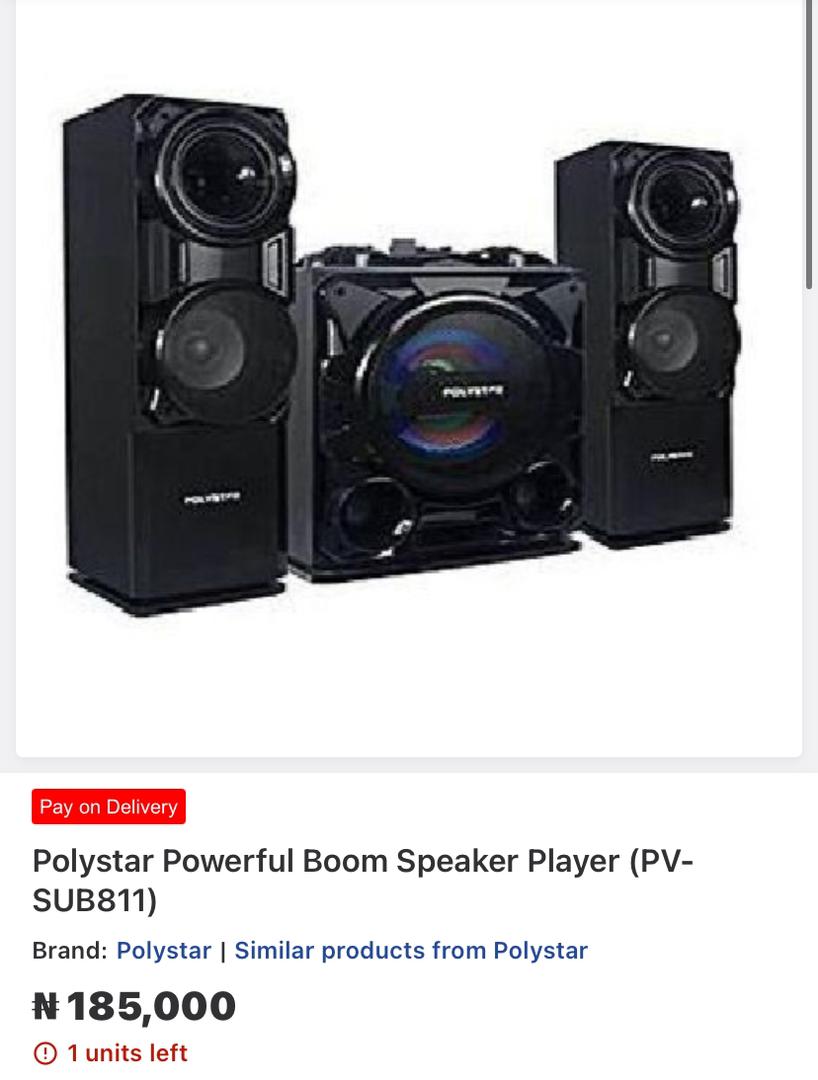 POLYSTAR
POLYSTAR
POLYSTAR
Pay on Delivery
Polystar Powerful Boom Speaker Player (PV-
SUB811)
Brand: Polystar | Similar products from Polystar
₦ 185,000
1 units left